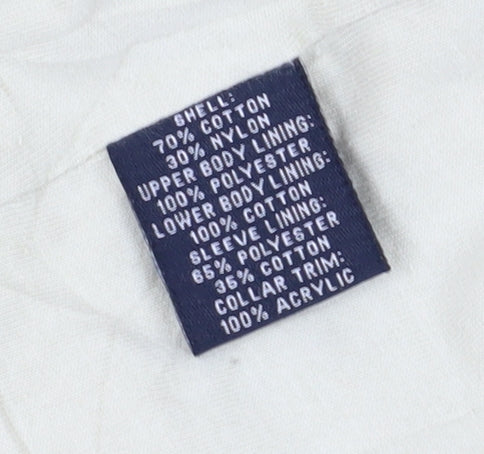 SHELL:
70% COTTON
30% NYLON
UPPER BODY LINING:
100% POLYESTER
LOWER BODY LINING:
100% COTTON
SLEEVE LINING:
65% POLYESTER
35% COTTON
COLLAR TRIM:
100% ACRYLIC